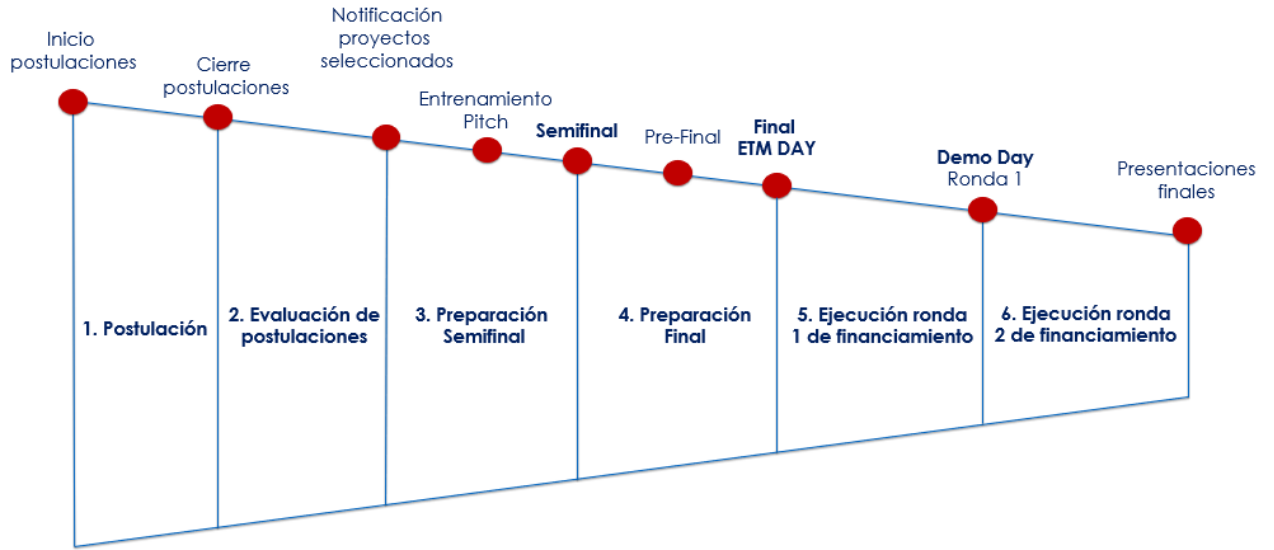 Inicio
postulaciones
Cierre
postulaciones
Notificación
proyectos
seleccionados
Entrenamiento
Pitch
Semifinal
Pre-Final
Final
ETM DAY
Demo Day
Ronda 1
Presentaciones
finales
1. Postulación
2. Evaluación de
postulaciones
3. Preparación
Semifinal
4. Preparación
Final
5. Ejecución ronda
1 de financiamiento
6. Ejecución ronda
2 de financiamiento